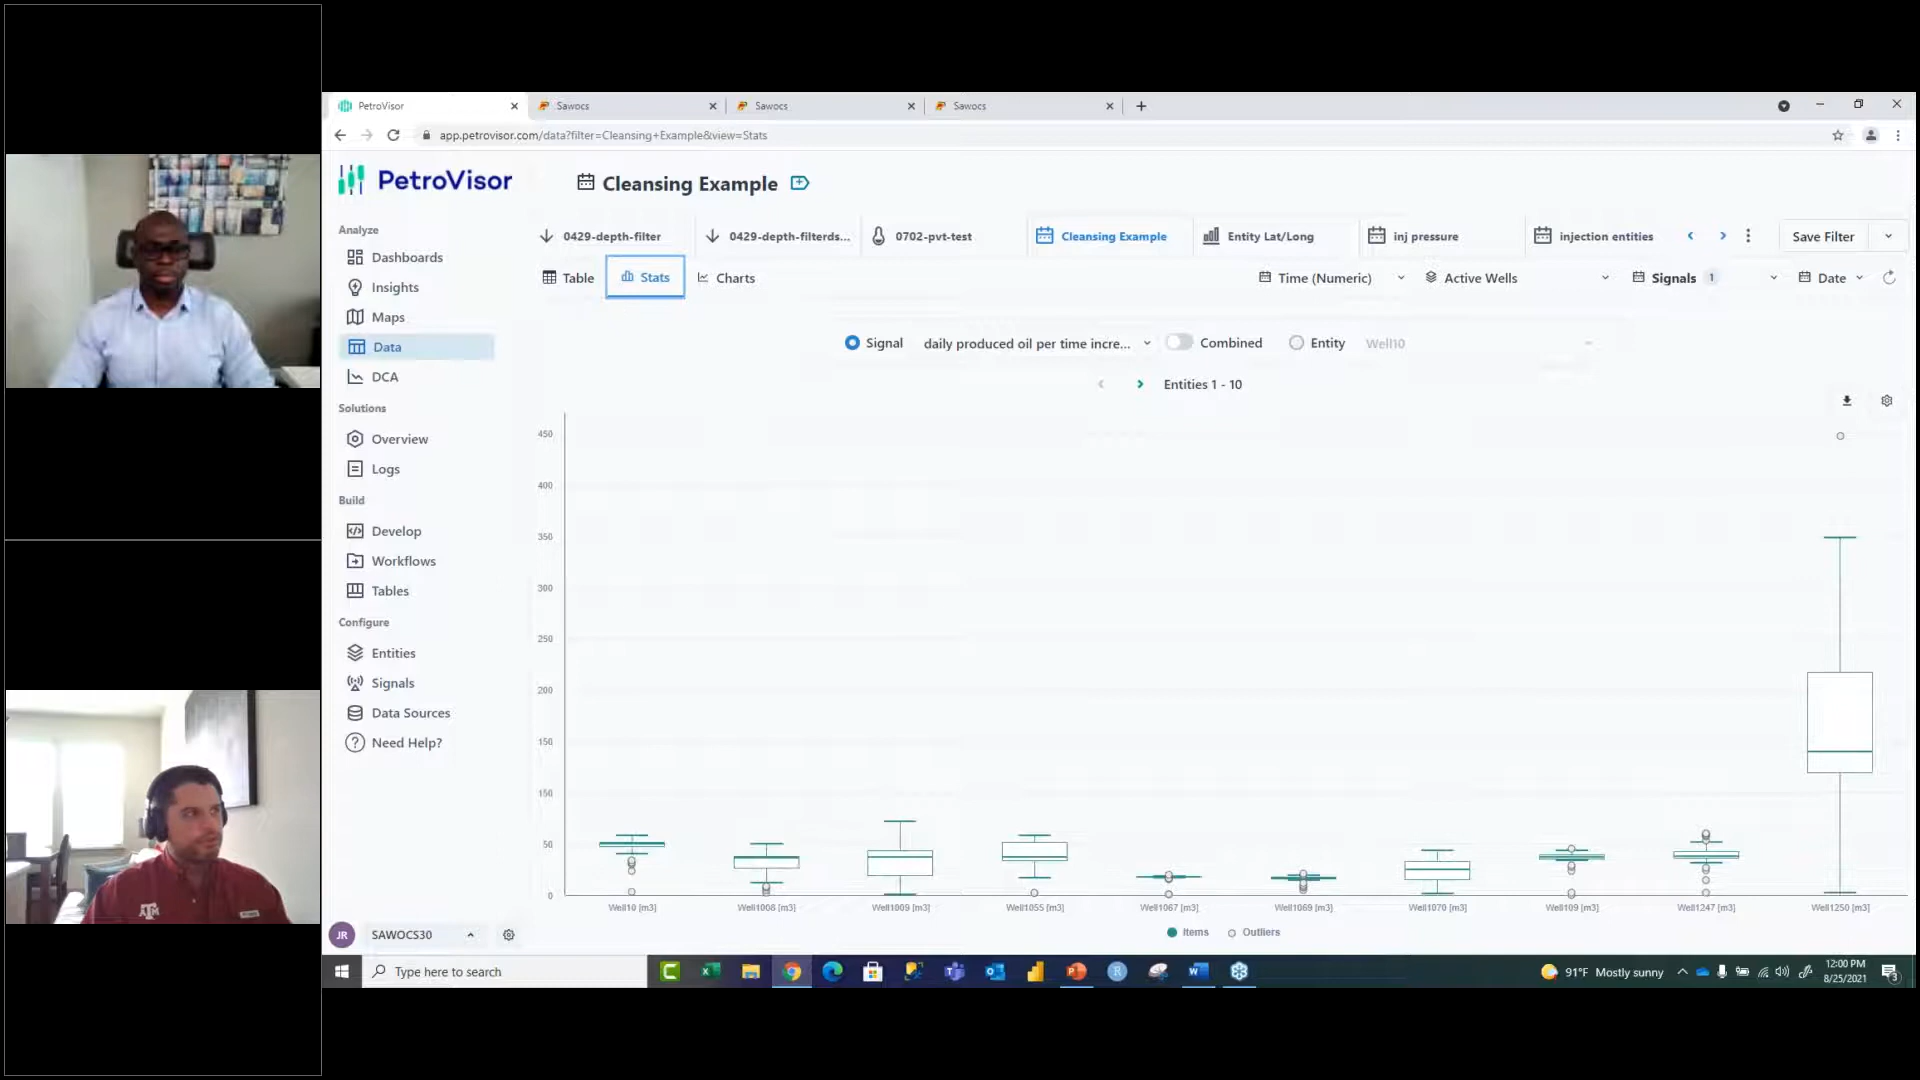 PetroVisor
Sawocs
Sawocs
Sawocs
app.petrovisor.com/data?filter=Cleansing+Example&view=Stats
PetroVisor
Cleansing Example
Analyze
Dashboards
Insights
Maps
Data
DCA
Solutions
Overview
Logs
Build
Develop
Workflows
Tables
Configure
Entities
Signals
Data Sources
Need Help?
JR SAWOCS30
0429-depth-filter
0429-depth-filterds...
0702-pvt-test
Cleansing Example
Entity Lat/Long
inj pressure
injection entities
Save Filter
Table
Stats
Charts
Time (Numeric)
Active Wells
Signals 1
Date
Signal
daily produced oil per time incre...
Combined
Entity
Well10
Entities 1 - 10
450
400
350
300
250
200
150
100
50
0
Well10 [m3]
Well1008 [m3]
Well1009 [m3]
Well1055 [m3]
Well1067 [m3]
Well1069 [m3]
Well1070 [m3]
Well109 [m3]
Well1247 [m3]
Well1250 [m3]
Items
Outliers
Type here to search
91°F Mostly sunny
12:00 PM
8/25/2021
3
ATM